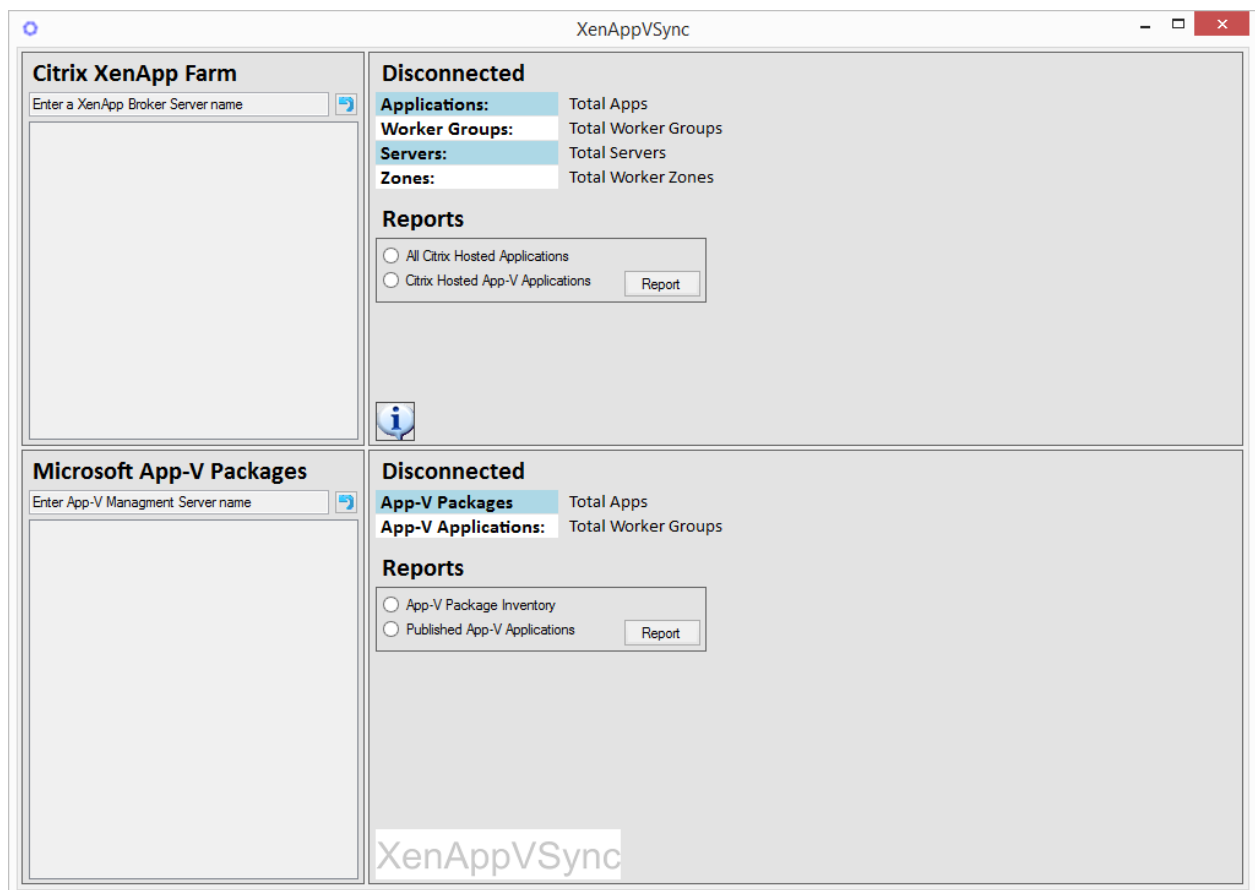 XenAppVSync
Citrix XenApp Farm
Enter a XenApp Broker Server name
Disconnected
Applications: Total Apps
Worker Groups: Total Worker Groups
Servers: Total Servers
Zones: Total Worker Zones
Reports
All Citrix Hosted Applications
Citrix Hosted App-V Applications Report
i
Microsoft App-V Packages
Enter App-V Managment Server name
Disconnected
App-V Packages Total Apps
App-V Applications: Total Worker Groups
Reports
App-V Package Inventory
Published App-V Applications Report
XenAppVSync